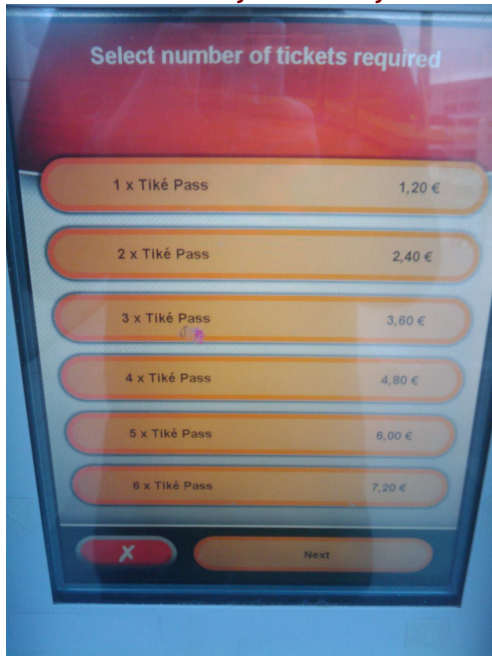 Select number of tickets required
1 x Tiké Pass 1,20 €
2 x Tiké Pass 2,40 €
3 x Tiké Pass 3,60 €
4 x Tiké Pass 4,80 €
5 x Tiké Pass 6,00 €
6 x Tiké Pass 7,20 €
X Next